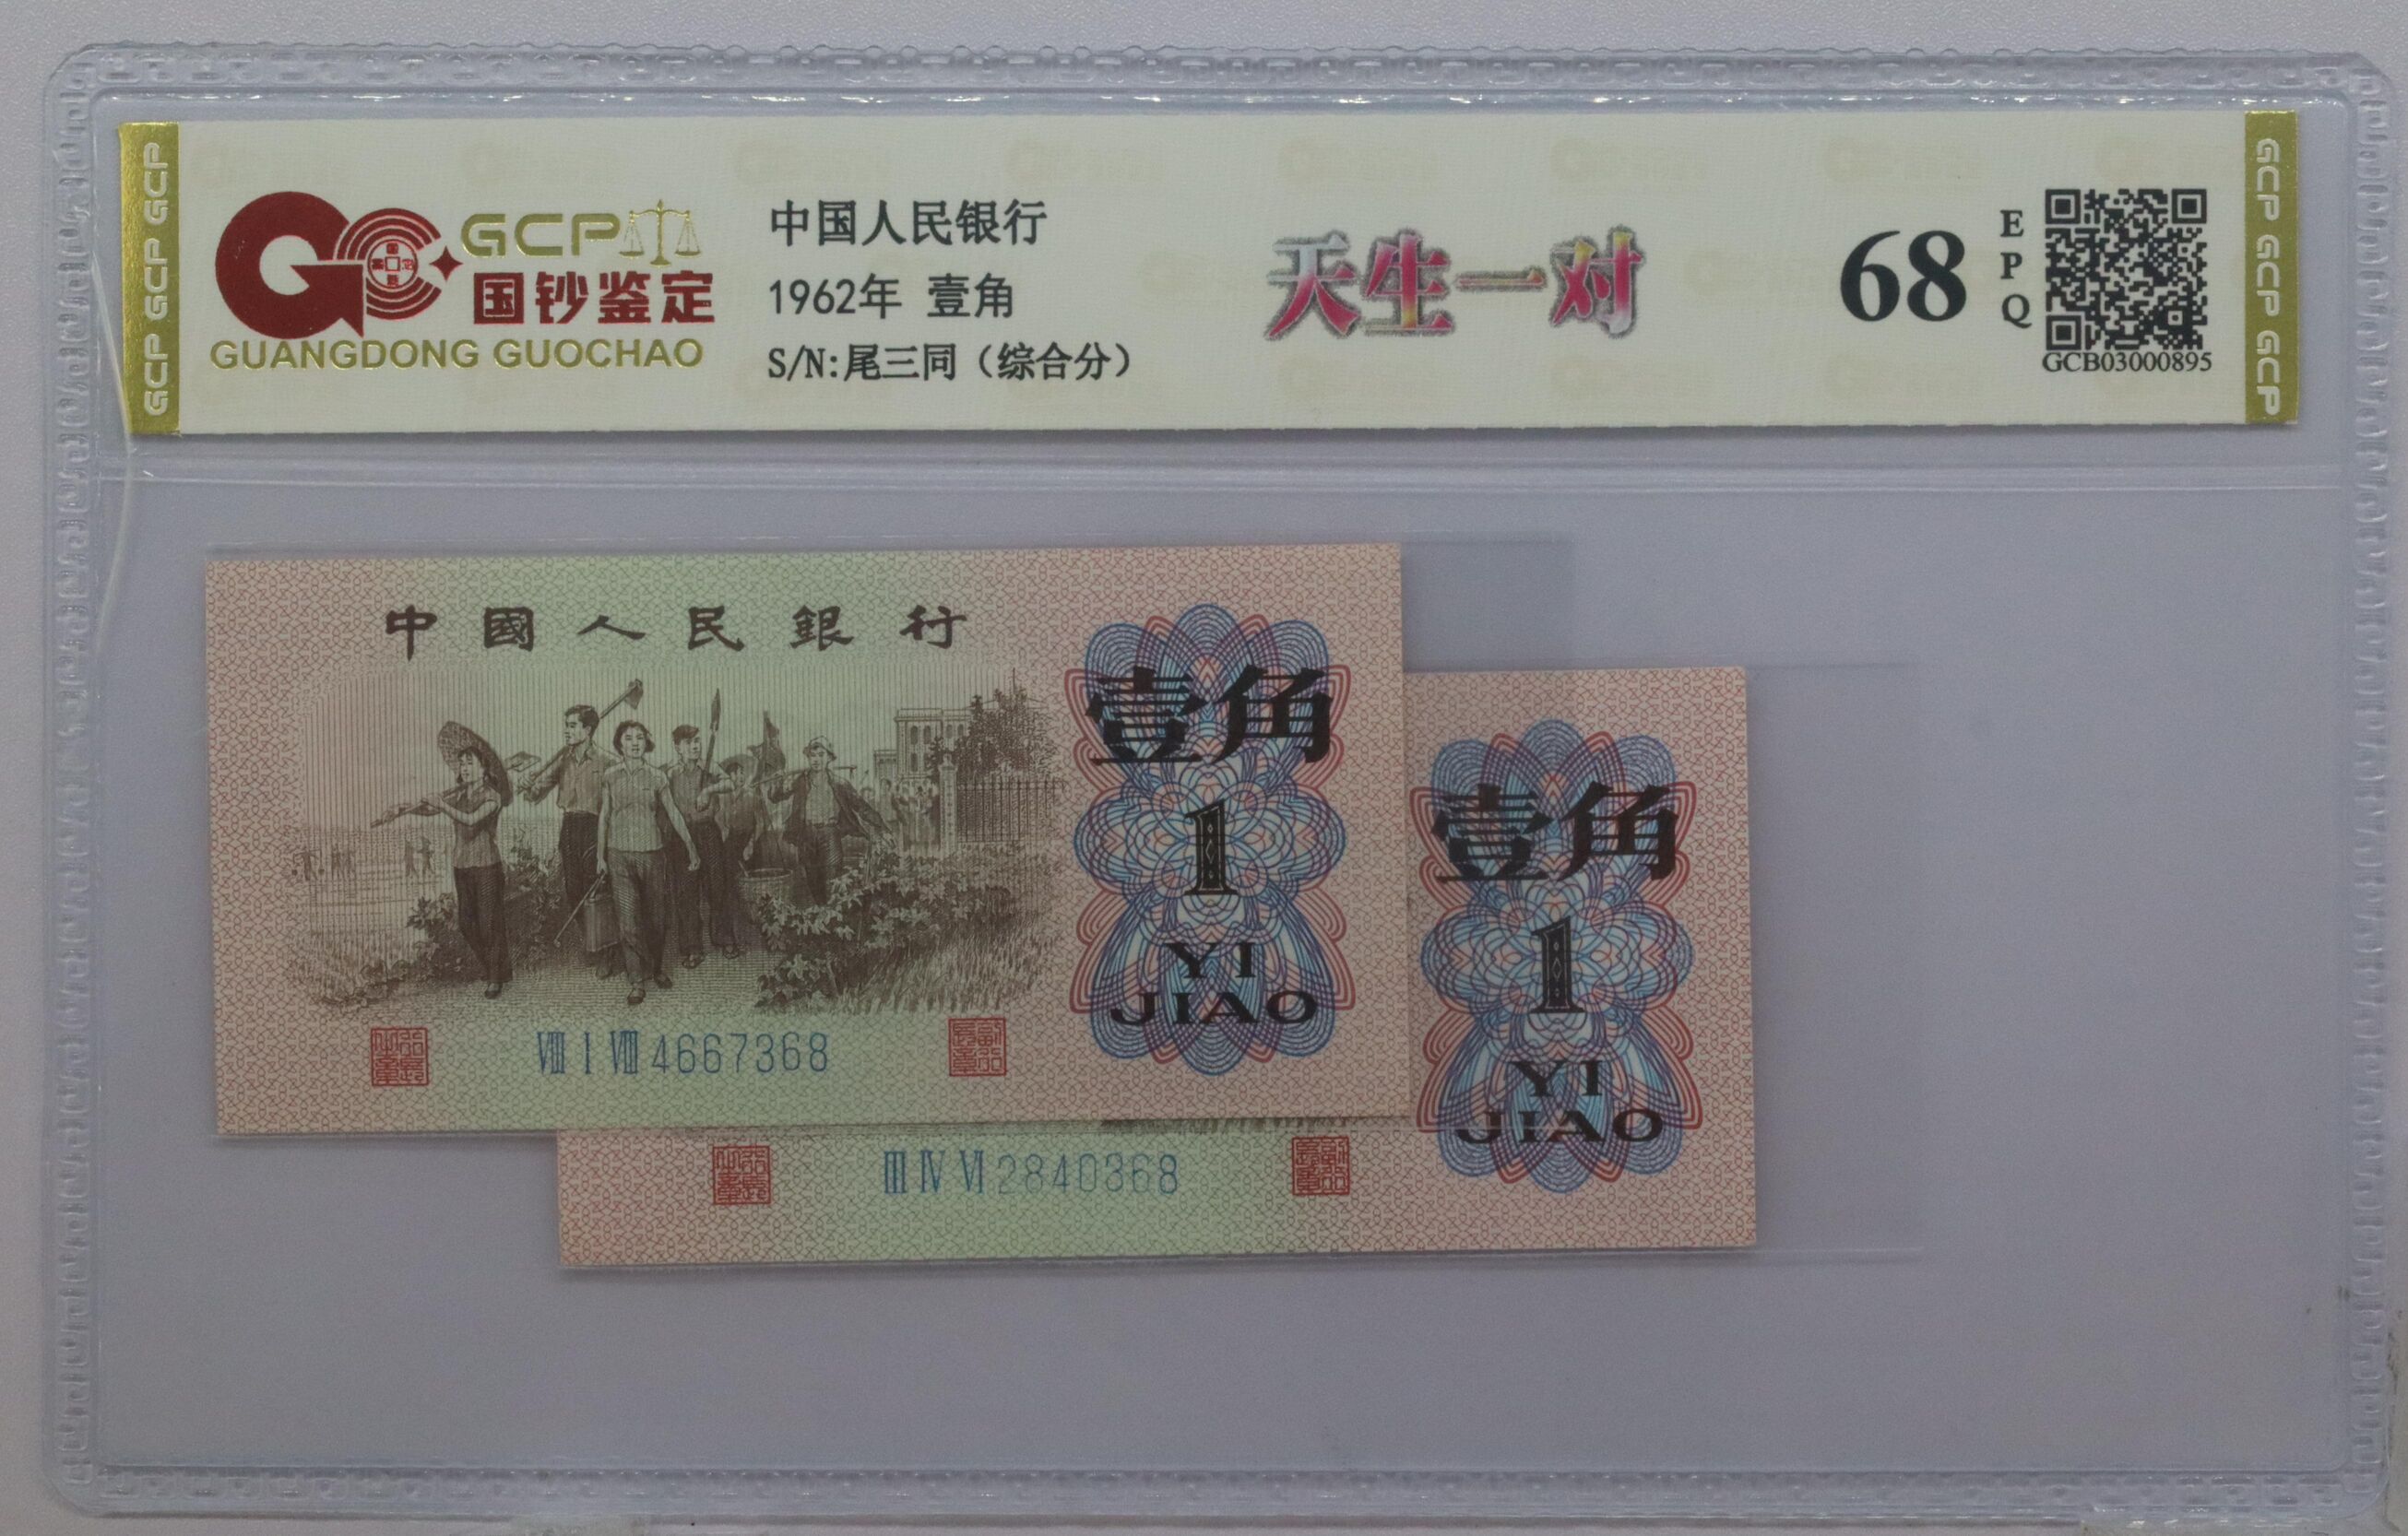 GCP GCP GCP
GCP
国钞鉴定
GUANGDONG GUOCHAO
中国人民银行
1962年 壹角
S/N:尾三同（综合分）
天生一对
68
EPQ
GCB03000895
GCP GCP GCP
中國人民銀行
壹角
1
YI
JIAO
Ⅷ Ⅰ Ⅷ 4667368
壹角
1
YI
JIAO
Ⅲ Ⅳ Ⅵ 2840368